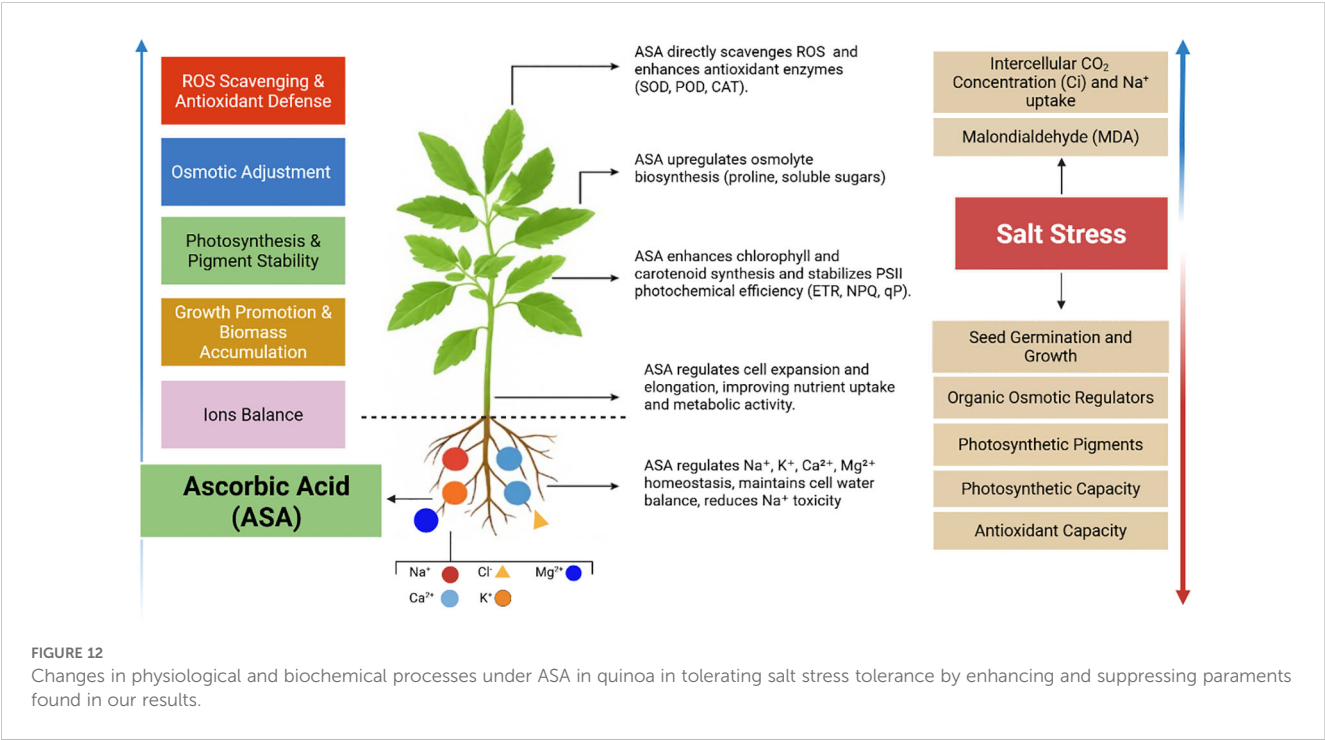 ROS Scavenging &
Antioxidant Defense
Osmotic Adjustment
Photosynthesis &
Pigment Stability
Growth Promotion &
Biomass
Accumulation
Ions Balance
Ascorbic Acid
(ASA)
ASA directly scavenges ROS and
enhances antioxidant enzymes
(SOD, POD, CAT).
ASA upregulates osmolyte
biosynthesis (proline, soluble sugars)
ASA enhances chlorophyll and
carotenoid synthesis and stabilizes PSII
photochemical efficiency (ETR, NPQ, qP).
ASA regulates cell expansion and
elongation, improving nutrient uptake
and metabolic activity.
ASA regulates Na⁺, K⁺, Ca²⁺, Mg²⁺
homeostasis, maintains cell water
balance, reduces Na⁺ toxicity
Na⁺ Cl⁻ Mg²⁺
Ca²⁺ K⁺
Intercellular CO₂
Concentration (Ci) and Na⁺
uptake
Malondialdehyde (MDA)
Salt Stress
Seed Germination and
Growth
Organic Osmotic Regulators
Photosynthetic Pigments
Photosynthetic Capacity
Antioxidant Capacity
FIGURE 12
Changes in physiological and biochemical processes under ASA in quinoa in tolerating salt stress tolerance by enhancing and suppressing paraments
found in our results.